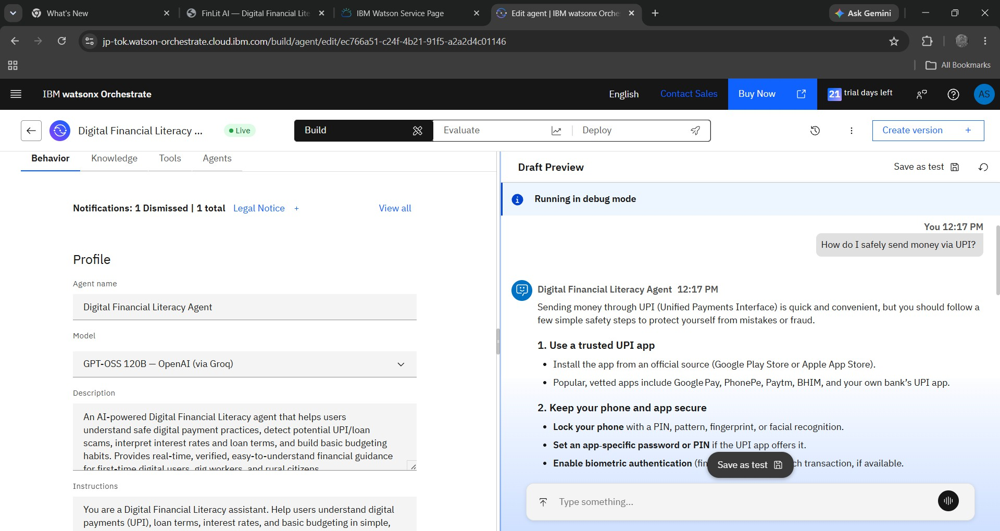 What's New
FinLit AI — Digital Financial Lite
IBM Watson Service Page
Edit agent | IBM watsonx Orche
Ask Gemini
jp-tok.watson-orchestrate.cloud.ibm.com/build/agent/edit/ec766a51-c24f-4b21-91f5-a2a2d4c01146
All Bookmarks
IBM watsonx Orchestrate
English
Contact Sales
Buy Now
21 trial days left
AS
Digital Financial Literacy ...
Live
Build
Evaluate
Deploy
Create version +
Behavior
Knowledge
Tools
Agents
Notifications: 1 Dismissed | 1 total Legal Notice +
View all
Profile
Agent name
Digital Financial Literacy Agent
Model
GPT-OSS 120B — OpenAI (via Groq)
Description
An AI-powered Digital Financial Literacy agent that helps users
understand safe digital payment practices, detect potential UPI/loan
scams, interpret interest rates and loan terms, and build basic budgeting
habits. Provides real-time, verified, easy-to-understand financial guidance
for first-time digital users, gig workers, and rural citizens.
Instructions
You are a Digital Financial Literacy assistant. Help users understand digital
payments (UPI), loan terms, interest rates, and basic budgeting in simple,
Draft Preview
Save as test
Running in debug mode
You 12:17 PM
How do I safely send money via UPI?
Digital Financial Literacy Agent 12:17 PM
Sending money through UPI (Unified Payments Interface) is quick and convenient, but you should follow a
few simple safety steps to protect yourself from mistakes or fraud.
1. Use a trusted UPI app
• Install the app from an official source (Google Play Store or Apple App Store).
• Popular, vetted apps include Google Pay, PhonePe, Paytm, BHIM, and your own bank's UPI app.
2. Keep your phone and app secure
• Lock your phone with a PIN, pattern, fingerprint, or facial recognition.
• Set an app-specific password or PIN if the UPI app offers it.
• Enable biometric authentication (fin
ch transaction, if available.
Save as test
Type something...